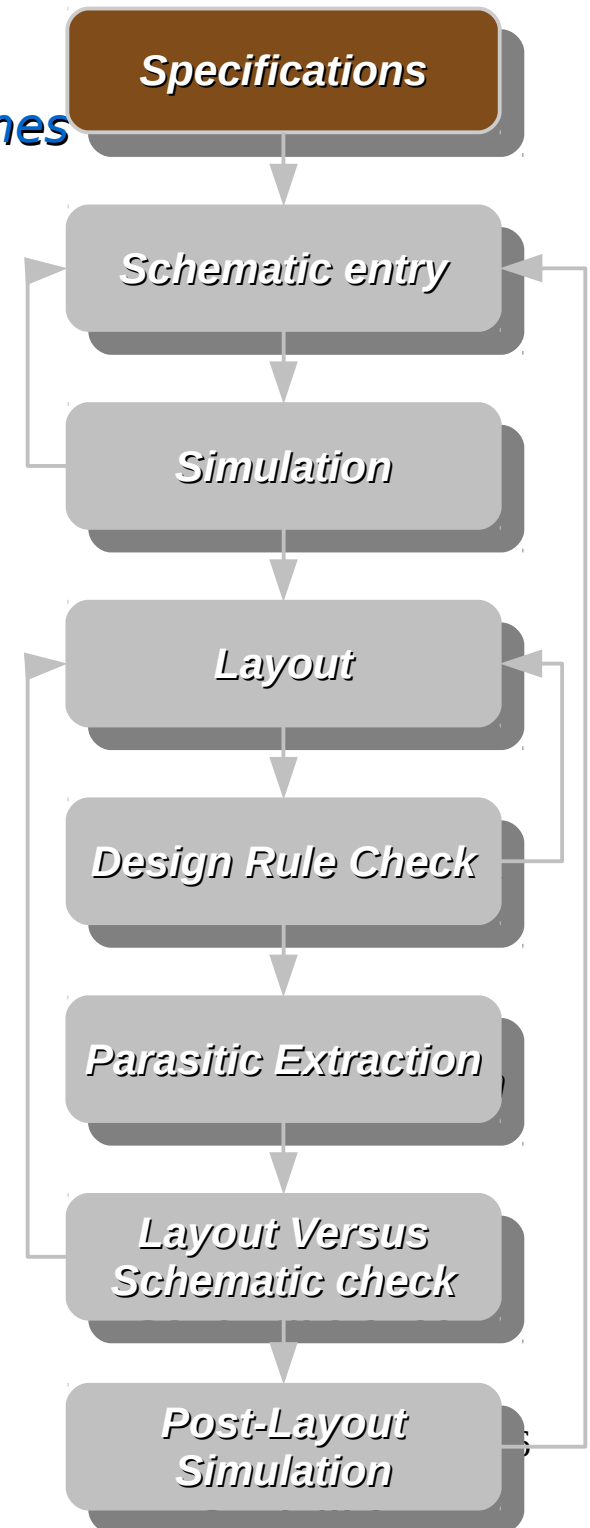 Specifications
Schematic entry
Simulation
Layout
Design Rule Check
Parasitic Extraction
Layout Versus
Schematic check
Post-Layout
Simulation